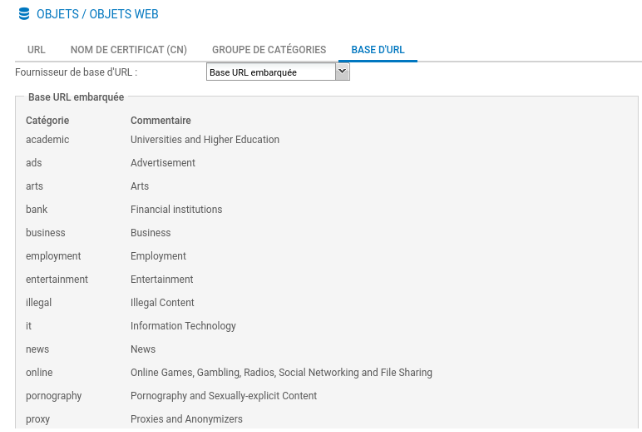 OBJETS / OBJETS WEB
URL NOM DE CERTIFICAT (CN) GROUPE DE CATÉGORIES BASE D'URL
Fournisseur de base d'URL : Base URL embarquée
Base URL embarquée
Catégorie Commentaire
academic Universities and Higher Education
ads Advertisement
arts Arts
bank Financial institutions
business Business
employment Employment
entertainment Entertainment
illegal Illegal Content
it Information Technology
news News
online Online Games, Gambling, Radios, Social Networking and File Sharing
pornography Pornography and Sexually-explicit Content
proxy Proxies and Anonymizers